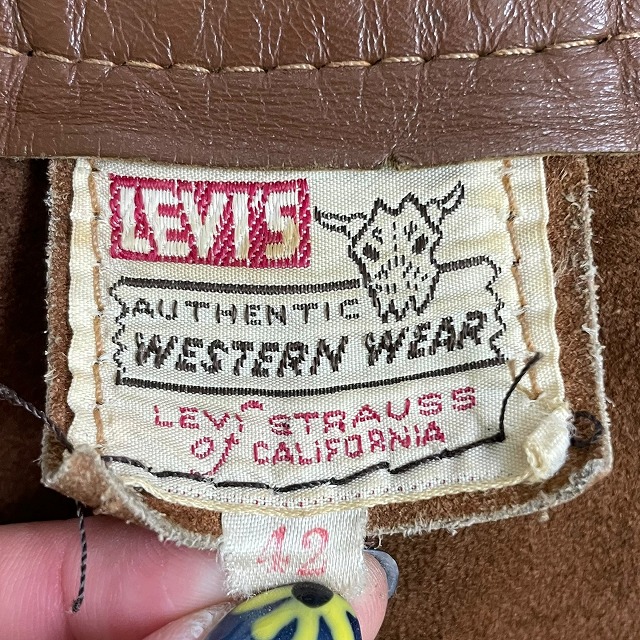 LEVI'S
AUTHENTIC
WESTERN WEAR
LEVI STRAUSS
of CALIFORNIA
42